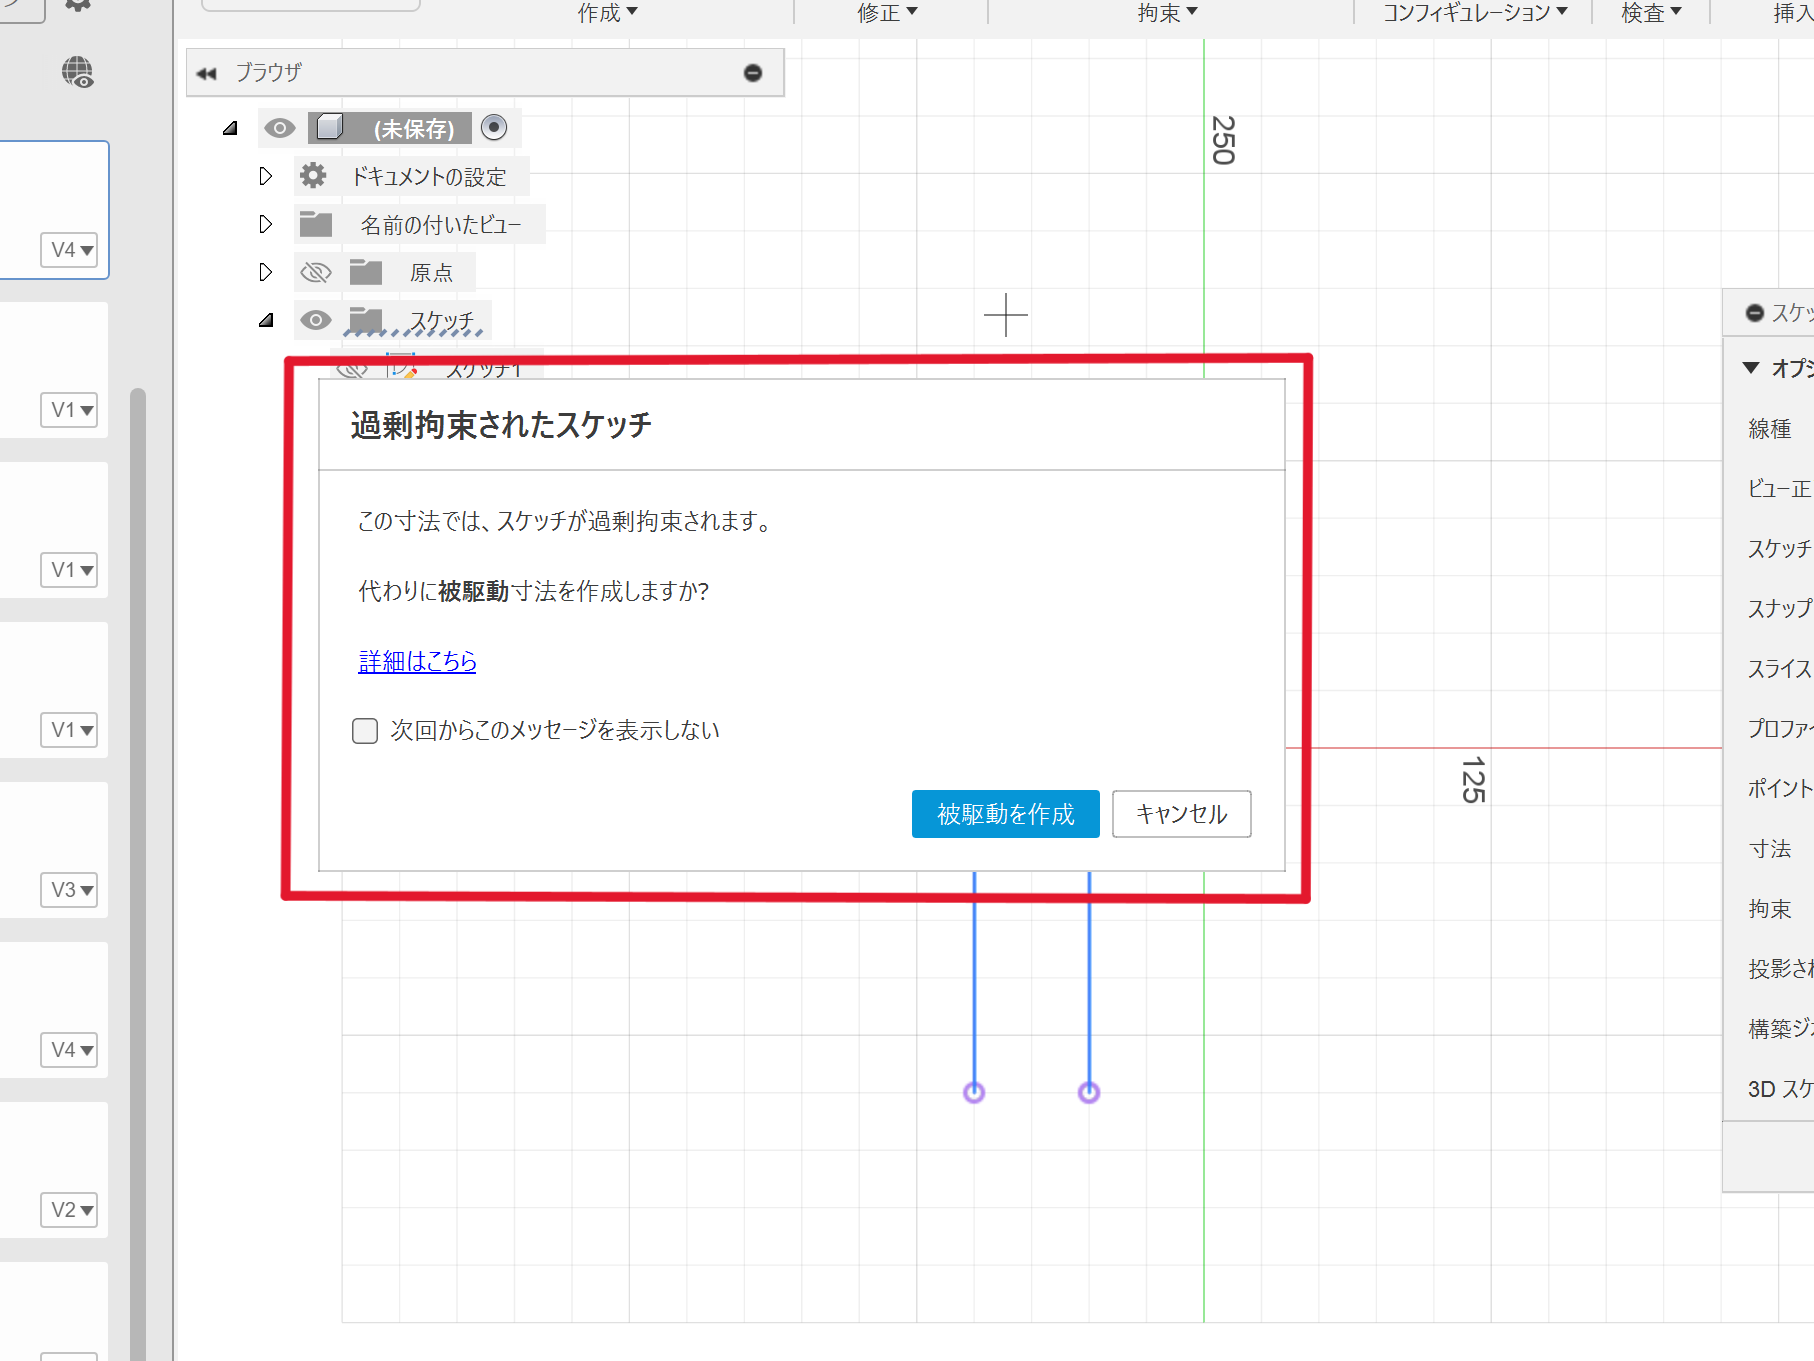 作成▼
修正▼
拘束▼
コンフィギュレーション▼
検査▼
挿入
ブラウザ
(未保存)
ドキュメントの設定
名前の付いたビュー
原点
スケッチ
スケッチ1
250
125
過剰拘束されたスケッチ
この寸法では、スケッチが過剰拘束されます。
代わりに被駆動寸法を作成しますか?
詳細はこちら
次回からこのメッセージを表示しない
被駆動を作成
キャンセル
V4▼
V1▼
V1▼
V1▼
V3▼
V4▼
V2▼
スケッ
▼ オプシ
線種
ビュー正
スケッチ
スナップ
スライス
プロファイ
ポイント
寸法
拘束
投影され
構築ジオ
3D スケ